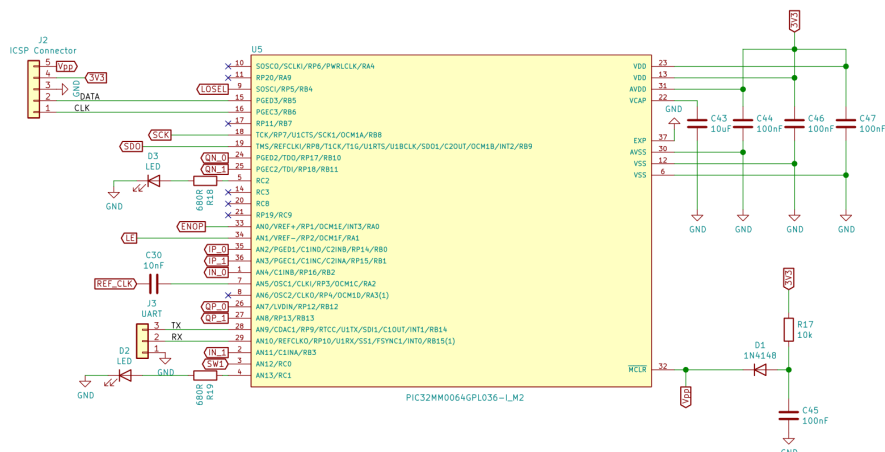 J2
ICSP Connector
5 Vpp
4 3V3
3 GND
2 DATA
1 CLK
U5
10 SOSCO/SCLKI/RP6/PWRLCLK/RA4
11 RP20/RA9
LOSEL 9 SOSCI/RP5/RB4
15 PGED3/RB5
16 PGEC3/RB6
17 RP11/RB7
SCK 18 TCK/RP7/U1CTS/SCK1/OCM1A/RB8
SDO 19 TMS/REFCLKI/RP8/T1CK/T1G/U1RTS/U1BCLK/SDO1/C2OUT/OCM1B/INT2/RB9
QN_0 24 PGED2/TDO/RP17/RB10
QN_1 25 PGEC2/TDI/RP18/RB11
D3
LED
GND
680R
R18
5 RC2
14 RC3
20 RC8
21 RP19/RC9
ENOP 33 AN0/VREF+/RP1/OCM1E/INT3/RA0
LE 34 AN1/VREF-/RP2/OCM1F/RA1
IP_0 35 AN2/PGED1/C1IND/C2INB/RP14/RB0
IP_1 36 AN3/PGEC1/C1INC/C2INA/RP15/RB1
IN_0 1 AN4/C1INB/RP16/RB2
C30
10nF
REF_CLK 7 AN5/OSC1/CLKI/RP3/OCM1C/RA2
8 AN6/OSC2/CLKO/RP4/OCM1D/RA3(1)
QP_0 26 AN7/LVDIN/RP12/RB12
QP_1 27 AN8/RP13/RB13
J3
UART
3 TX 28 AN9/CDAC1/RP9/RTCC/U1TX/SDI1/C1OUT/INT1/RB14
2 RX 29 AN10/REFCLKO/RP10/U1RX/SS1/FSYNC1/INT0/RB15(1)
1 GND
IN_1 2 AN11/C1INA/RB3
SW1 3 AN12/RC0
D2
LED
GND
680R
R19
4 AN13/RC1
PIC32MM0064GPL036-I_M2
VDD 23
VDD 13
AVDD 31
VCAP 22
GND
EXP 37
AVSS 30
VSS 12
VSS 6
MCLR 32
3V3
C43
10uF
C44
100nF
C46
100nF
C47
100nF
GND
GND
GND
GND
3V3
R17
10k
D1
1N4148
Vpp
C45
100nF
GND